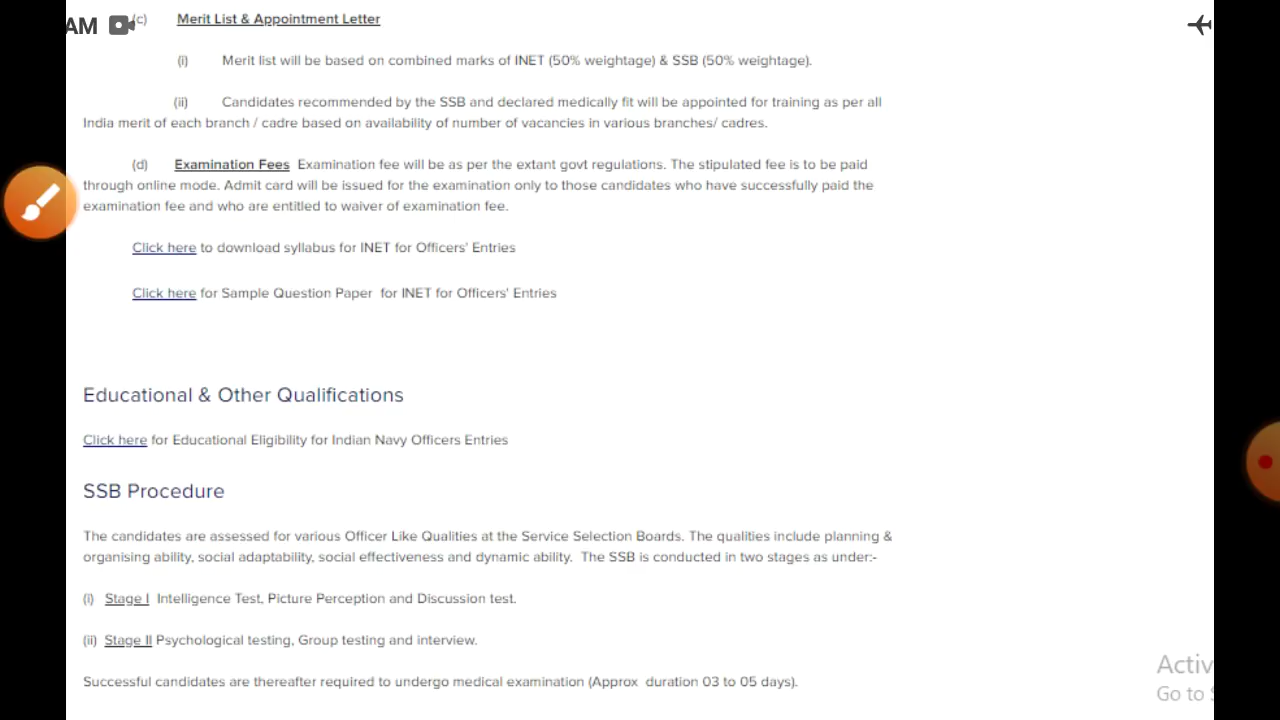 AM
(c) Merit List & Appointment Letter
(i) Merit list will be based on combined marks of INET (50% weightage) & SSB (50% weightage).
(ii) Candidates recommended by the SSB and declared medically fit will be appointed for training as per all
India merit of each branch / cadre based on availability of number of vacancies in various branches/ cadres.
(d) Examination Fees Examination fee will be as per the extant govt regulations. The stipulated fee is to be paid
through online mode. Admit card will be issued for the examination only to those candidates who have successfully paid the
examination fee and who are entitled to waiver of examination fee.
Click here to download syllabus for INET for Officers' Entries
Click here for Sample Question Paper for INET for Officers' Entries
Educational & Other Qualifications
Click here for Educational Eligibility for Indian Navy Officers Entries
SSB Procedure
The candidates are assessed for various Officer Like Qualities at the Service Selection Boards. The qualities include planning &
organising ability, social adaptability, social effectiveness and dynamic ability. The SSB is conducted in two stages as under:-
(i) Stage I Intelligence Test, Picture Perception and Discussion test.
(ii) Stage II Psychological testing, Group testing and interview.
Successful candidates are thereafter required to undergo medical examination (Approx duration 03 to 05 days).
Activ
Go to S